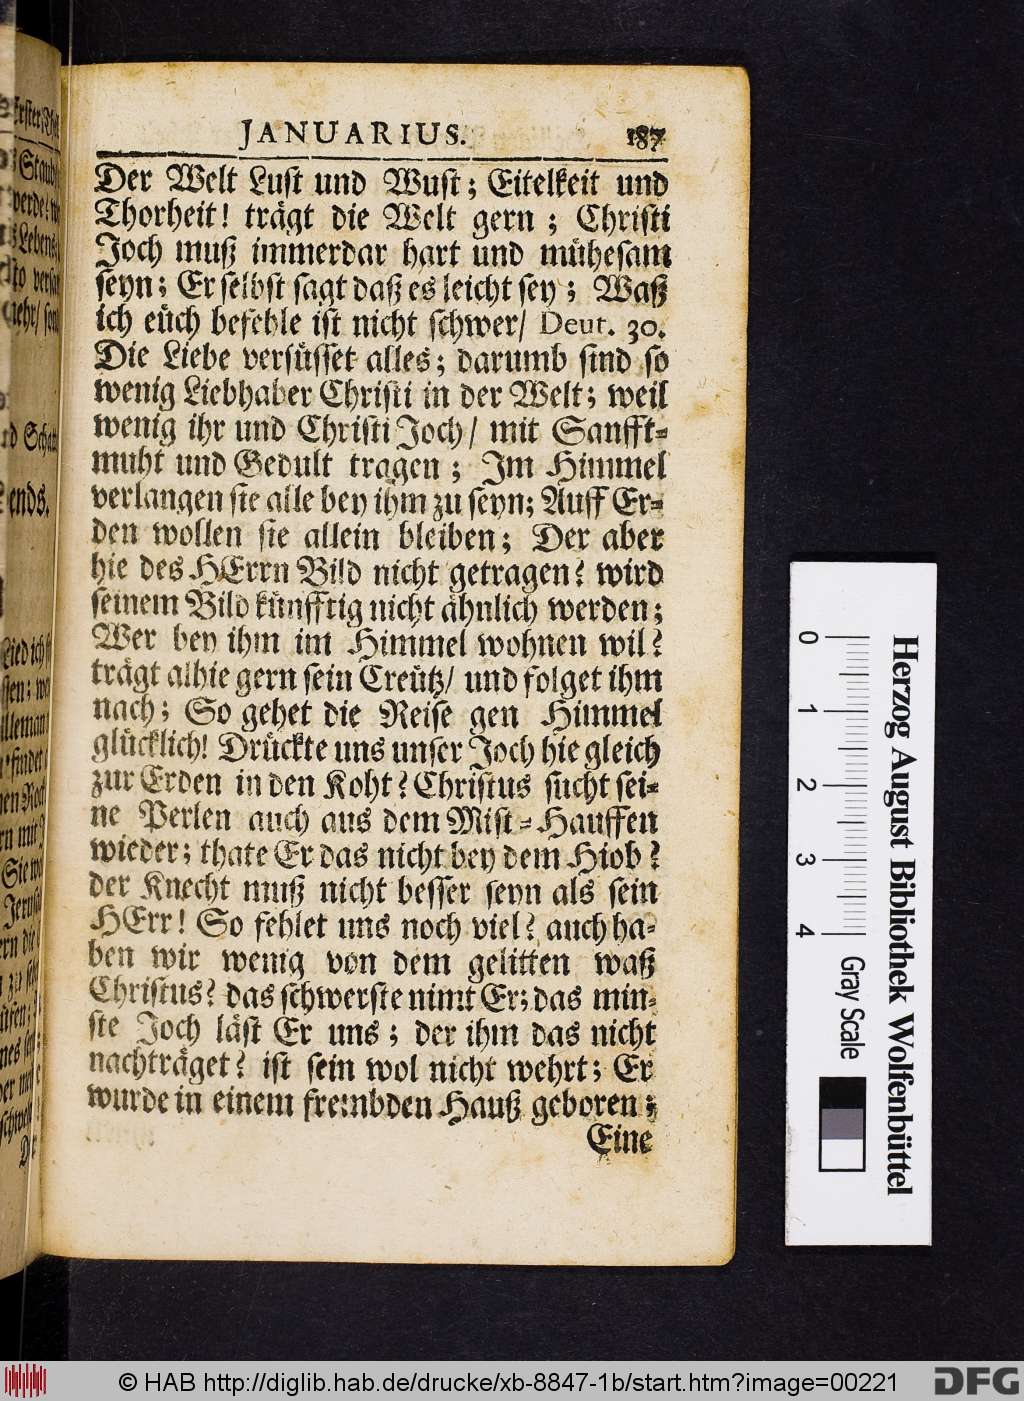 JANUARIUS. 187
Der Welt Lust und Wust; Eitelkeit und
Thorheit! trägt die Welt gern; Christi
Joch muß immerdar hart und mühesam
seyn; Er selbst sagt daß es leicht sey; Waß
ich eüch befehle ist nicht schwer/ Deut. 30.
Die Liebe versüsset alles; darumb sind so
wenig Liebhaber Christi in der Welt; weil
wenig ihr und Christi Joch/ mit Sanfft-
muht und Gedult tragen; Im Himmel
verlangen sie alle bey ihm zu seyn; Auff Er-
den wollen sie allein bleiben; Der aber
hie des HErrn Bild nicht getragen? wird
seinem Bild künfftig nicht ähnlich werden;
Wer bey ihm im Himmel wohnen wil?
trägt alhie gern sein Creütz/ und folget ihm
nach; So gehet die Reise gen Himmel
glücklich! Drückte uns unser Joch hie gleich
zur Erden in den Koht? Christus sucht sei-
ne Perlen auch aus dem Mist-Hauffen
wieder; thate Er das nicht bey dem Hiob?
der Knecht muß nicht besser seyn als sein
HErr! So fehlet uns noch viel? auch ha-
ben wir wenig von dem gelitten waß
Christus? das schwerste nimt Er; das min-
ste Joch läst Er uns; der ihm das nicht
nachträget? ist sein wol nicht wehrt; Er
wurde in einem frembden Hauß geboren;
Eine
ends.
Herzog August Bibliothek Wolfenbüttel
0 1 2 3 4 Gray Scale
© HAB http://diglib.hab.de/drucke/xb-8847-1b/start.htm?image=00221
DFG